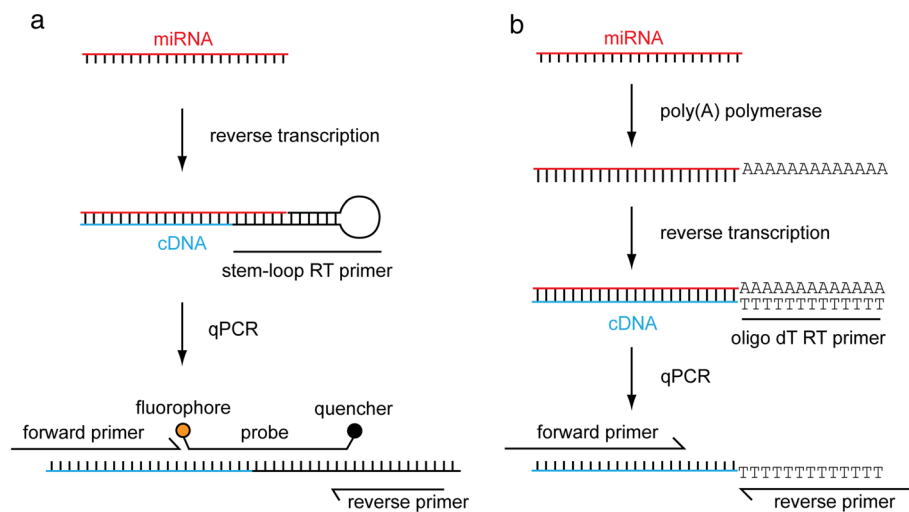 a
miRNA
reverse transcription
cDNA
stem-loop RT primer
qPCR
fluorophore
quencher
forward primer
probe
reverse primer
b
miRNA
poly(A) polymerase
AAAAAAAAAAAAA
reverse transcription
AAAAAAAAAAAAA
TTTTTTTTTTTTT
cDNA
oligo dT RT primer
qPCR
forward primer
TTTTTTTTTTTTT
reverse primer